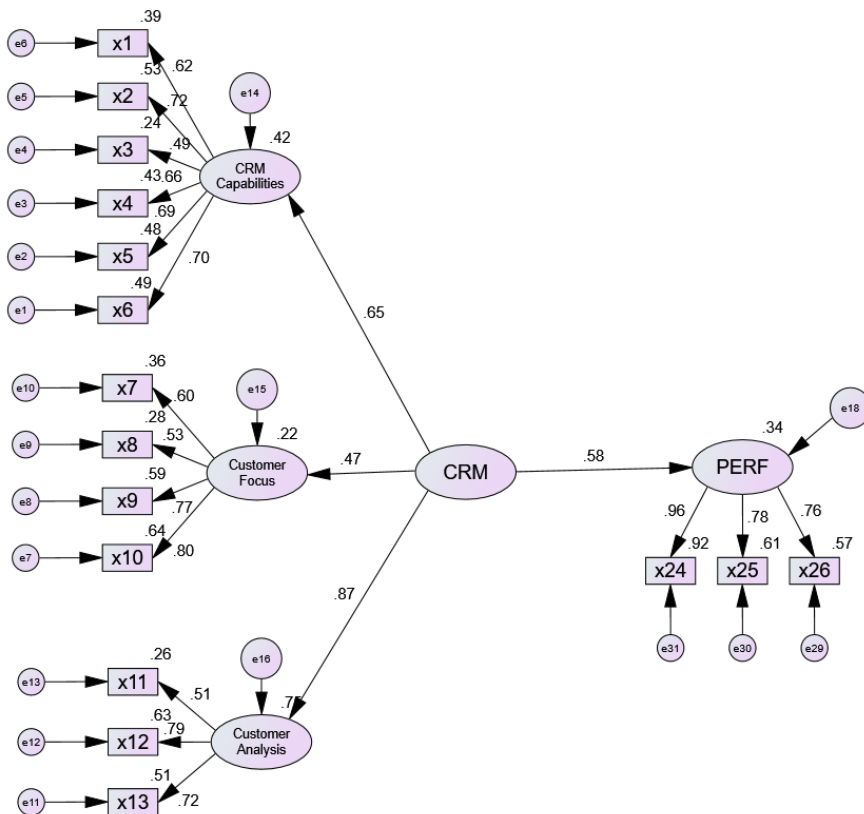 .39
e6
x1
.62
.53
e5
x2
.72
e14
.24
.42
e4
x3
.49
CRM
Capabilities
.43
.66
e3
x4
.69
.48
e2
x5
.70
.49
e1
x6
.65
.36
e10
x7
.60
e15
.28
.22
e9
x8
.53
Customer
Focus
.59
e8
x9
.77
.64
e7
x10
.80
.47
CRM
.58
e18
.34
PERF
.96
.78
.76
.92
.61
.57
x24
x25
x26
e31
e30
e29
.87
.26
e13
x11
.51
e16
.63
e12
x12
.79
Customer
Analysis
.51
e11
x13
.72